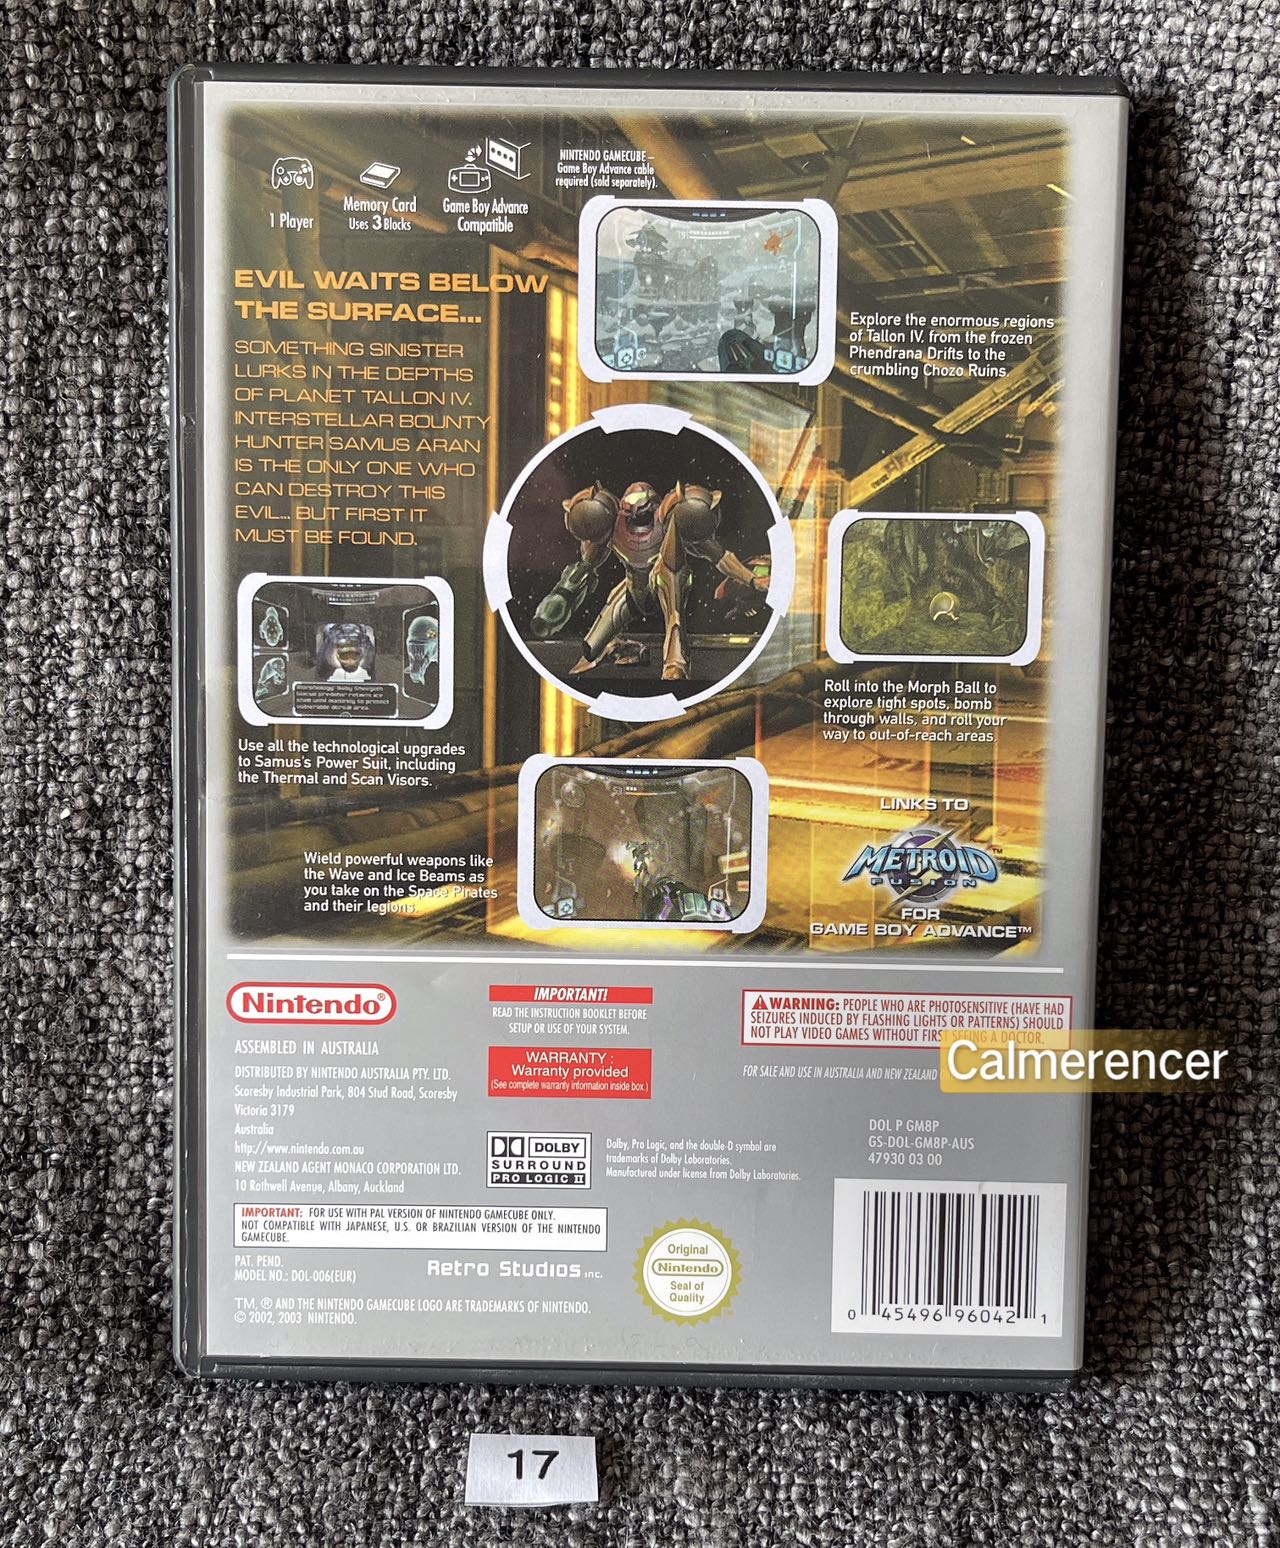 1 Player
Memory Card
Uses 3 Blocks
Game Boy Advance
Compatible
NINTENDO GAMECUBE –
Game Boy Advance cable
required (sold separately).
EVIL WAITS BELOW
THE SURFACE...
SOMETHING SINISTER
LURKS IN THE DEPTHS
OF PLANET TALLON IV.
INTERSTELLAR BOUNTY
HUNTER SAMUS ARAN
IS THE ONLY ONE WHO
CAN DESTROY THIS
EVIL... BUT FIRST IT
MUST BE FOUND.
Explore the enormous regions
of Tallon IV, from the frozen
Phendrana Drifts to the
crumbling Chozo Ruins.
Morphology: Baby Sheegoth
Use all the technological upgrades
to Samus's Power Suit, including
the Thermal and Scan Visors.
Roll into the Morph Ball to
explore tight spots, bomb
through walls, and roll your
way to out-of-reach areas.
Wield powerful weapons like
the Wave and Ice Beams as
you take on the Space Pirates
and their legions.
LINKS TO
METROID™
FUSION
FOR
GAME BOY ADVANCE™
Nintendo®
ASSEMBLED IN AUSTRALIA
DISTRIBUTED BY NINTENDO AUSTRALIA PTY. LTD.
Scoresby Industrial Park, 804 Stud Road, Scoresby
Victoria 3179
Australia
http://www.nintendo.com.au
NEW ZEALAND AGENT MONACO CORPORATION LTD.
10 Rothwell Avenue, Albany, Auckland
IMPORTANT!
READ THE INSTRUCTION BOOKLET BEFORE
SETUP OR USE OF YOUR SYSTEM.
WARRANTY :
Warranty provided
(See complete warranty information inside box.)
WARNING: PEOPLE WHO ARE PHOTOSENSITIVE (HAVE HAD
SEIZURES INDUCED BY FLASHING LIGHTS OR PATTERNS) SHOULD
NOT PLAY VIDEO GAMES WITHOUT FIRST SEEING A DOCTOR.
FOR SALE AND USE IN AUSTRALIA AND NEW ZEALAND
Calmerencer
DOLBY
SURROUND
PRO LOGIC II
Dolby, Pro Logic, and the double-D symbol are
trademarks of Dolby Laboratories.
Manufactured under license from Dolby Laboratories.
DOL P GM8P
GS-DOL-GM8P-AUS
47930 03 00
IMPORTANT: FOR USE WITH PAL VERSION OF NINTENDO GAMECUBE ONLY.
NOT COMPATIBLE WITH JAPANESE, U.S. OR BRAZILIAN VERSION OF THE NINTENDO
GAMECUBE.
PAT. PEND.
MODEL NO.: DOL-006(EUR)
Retro Studios INC.
Original
Nintendo
Seal of
Quality
TM, ® AND THE NINTENDO GAMECUBE LOGO ARE TRADEMARKS OF NINTENDO.
© 2002, 2003 NINTENDO.
0 45496 96042 1
17